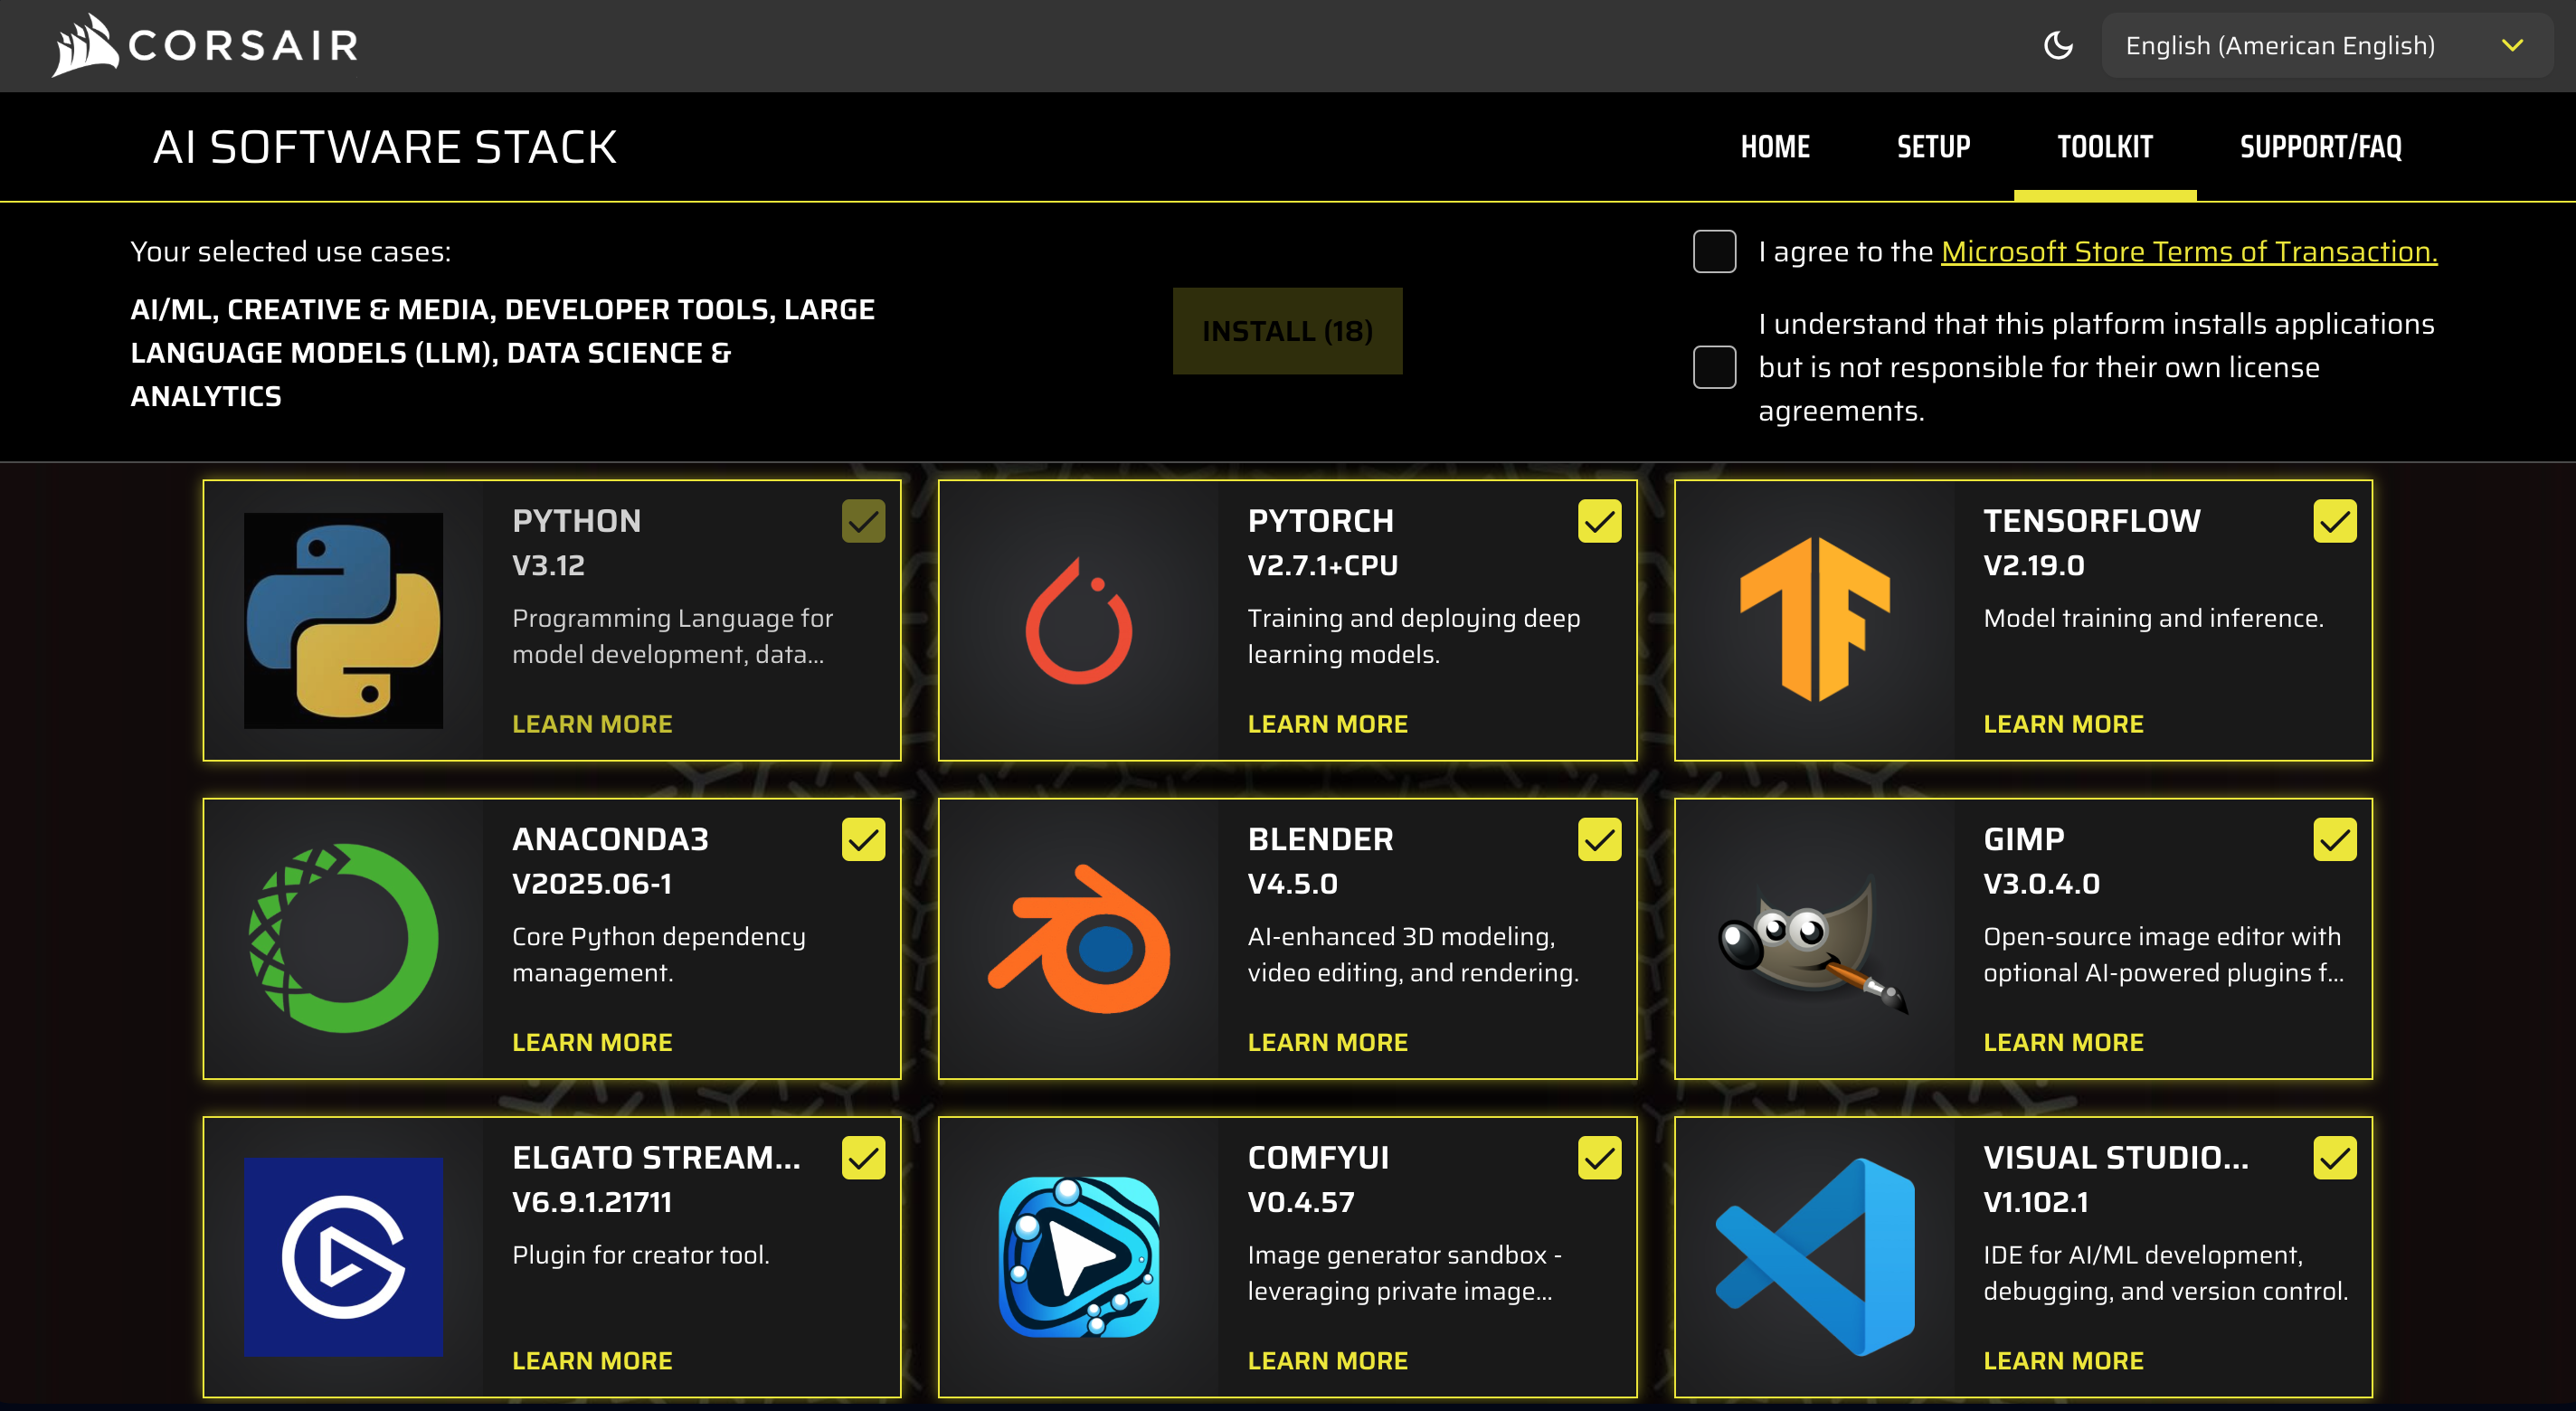 CORSAIR
English (American English)
AI SOFTWARE STACK
HOME
SETUP
TOOLKIT
SUPPORT/FAQ
Your selected use cases:
AI/ML, CREATIVE & MEDIA, DEVELOPER TOOLS, LARGE
LANGUAGE MODELS (LLM), DATA SCIENCE &
ANALYTICS
INSTALL (18)
I agree to the Microsoft Store Terms of Transaction.
I understand that this platform installs applications
but is not responsible for their own license
agreements.
PYTHON
V3.12
Programming Language for
model development, data...
LEARN MORE
PYTORCH
V2.7.1+CPU
Training and deploying deep
learning models.
LEARN MORE
TENSORFLOW
V2.19.0
Model training and inference.
LEARN MORE
ANACONDA3
V2025.06-1
Core Python dependency
management.
LEARN MORE
BLENDER
V4.5.0
AI-enhanced 3D modeling,
video editing, and rendering.
LEARN MORE
GIMP
V3.0.4.0
Open-source image editor with
optional AI-powered plugins f...
LEARN MORE
ELGATO STREAM...
V6.9.1.21711
Plugin for creator tool.
LEARN MORE
COMFYUI
V0.4.57
Image generator sandbox -
leveraging private image...
LEARN MORE
VISUAL STUDIO...
V1.102.1
IDE for AI/ML development,
debugging, and version control.
LEARN MORE